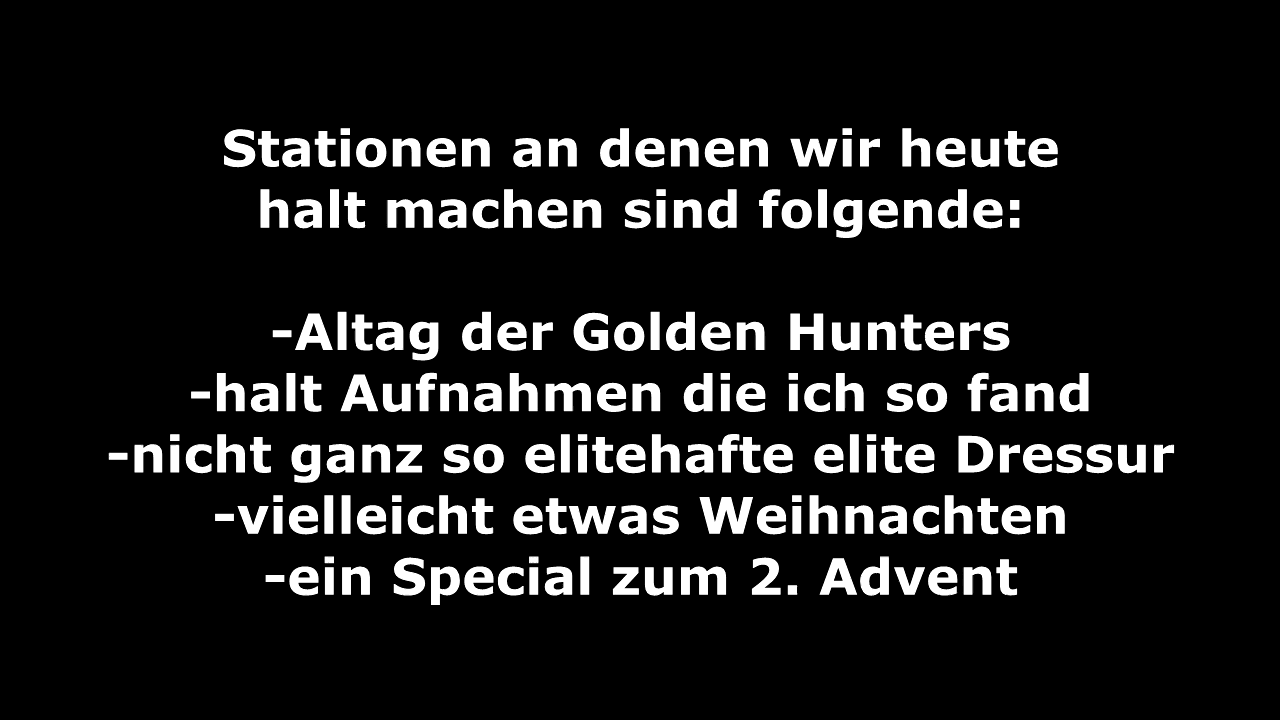 Stationen an denen wir heute
halt machen sind folgende:
-Altag der Golden Hunters
-halt Aufnahmen die ich so fand
-nicht ganz so elitehafte elite Dressur
-vielleicht etwas Weihnachten
-ein Special zum 2. Advent